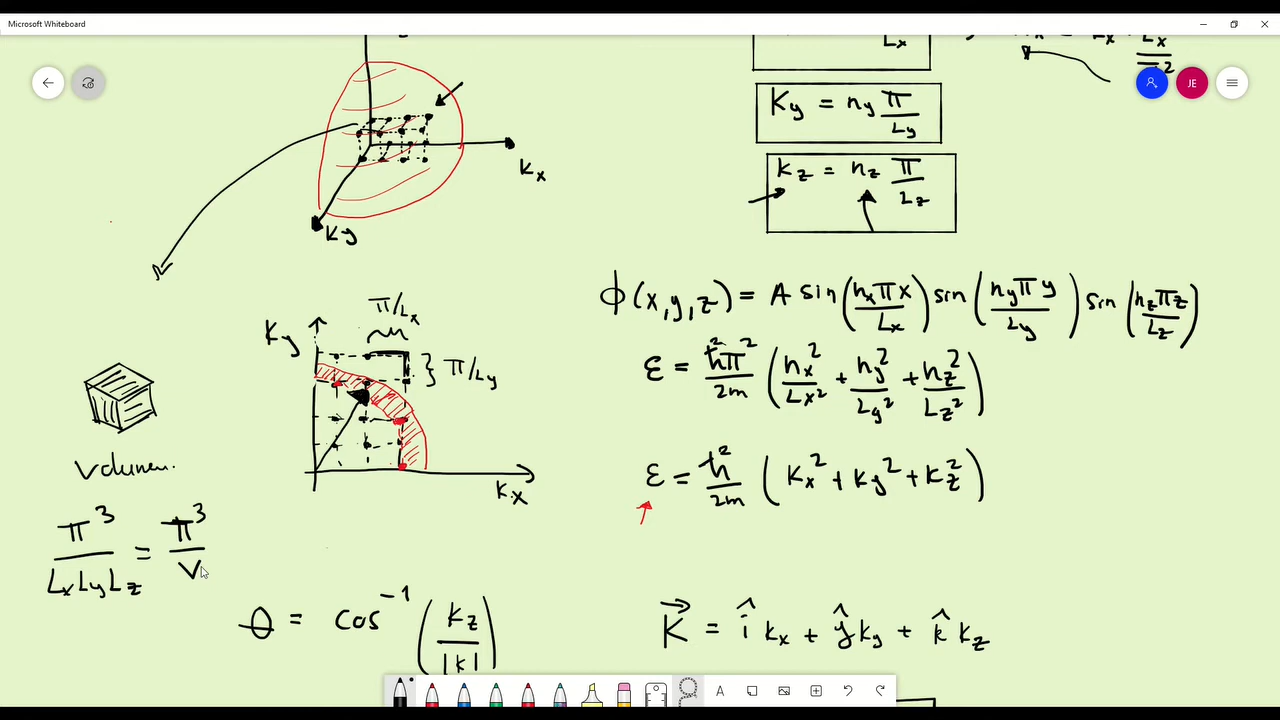 Microsoft Whiteboard
JE
Lx
Lx
Ky = ny π/Ly
kz = nz π/Lz
Kx
Ky
ϕ(x,y,z) = A sin(nxπx/Lx) sin(nyπy/Ly) sin(nzπz/Lz)
ε = ħ²π²/2m (nx²/Lx² + ny²/Ly² + nz²/Lz²)
ε = ħ²/2m (kx² + ky² + kz²)
π/Lx
Ky
} π/Ly
Kx
Volumen.
π³/LxLyLz = π³/V
θ = cos⁻¹ (kz/|k|)
K⃗ = î kx + ĵ ky + k̂ kz
A